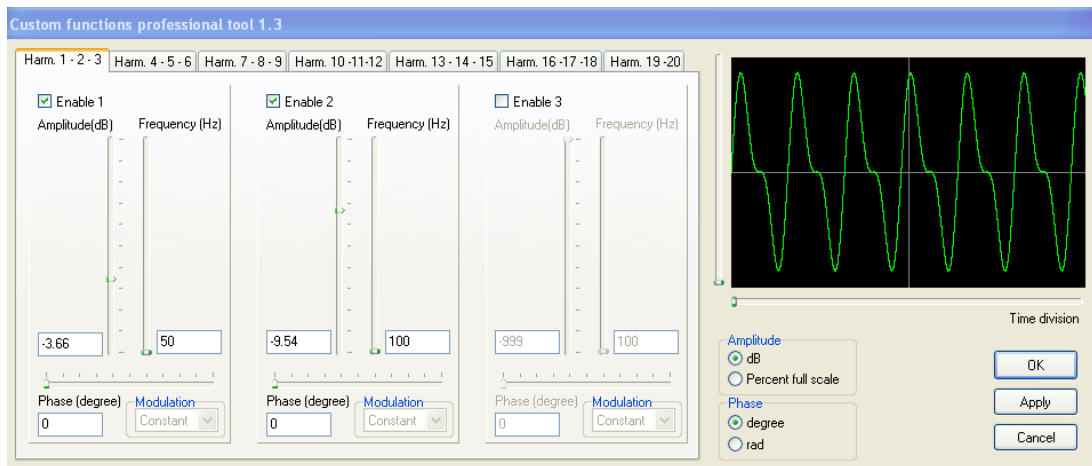 Custom functions professional tool 1.3
Harm. 1 - 2 - 3 Harm. 4 - 5 - 6 Harm. 7 - 8 - 9 Harm. 10 -11-12 Harm. 13 - 14 - 15 Harm. 16 -17 -18 Harm. 19 -20
Enable 1
Amplitude(dB) Frequency (Hz)
-3.66 50
Phase (degree) Modulation
0 Constant
Enable 2
Amplitude(dB) Frequency (Hz)
-9.54 100
Phase (degree) Modulation
0 Constant
Enable 3
Amplitude(dB) Frequency (Hz)
-999 100
Phase (degree) Modulation
0 Constant
Time division
Amplitude
dB
Percent full scale
Phase
degree
rad
OK
Apply
Cancel